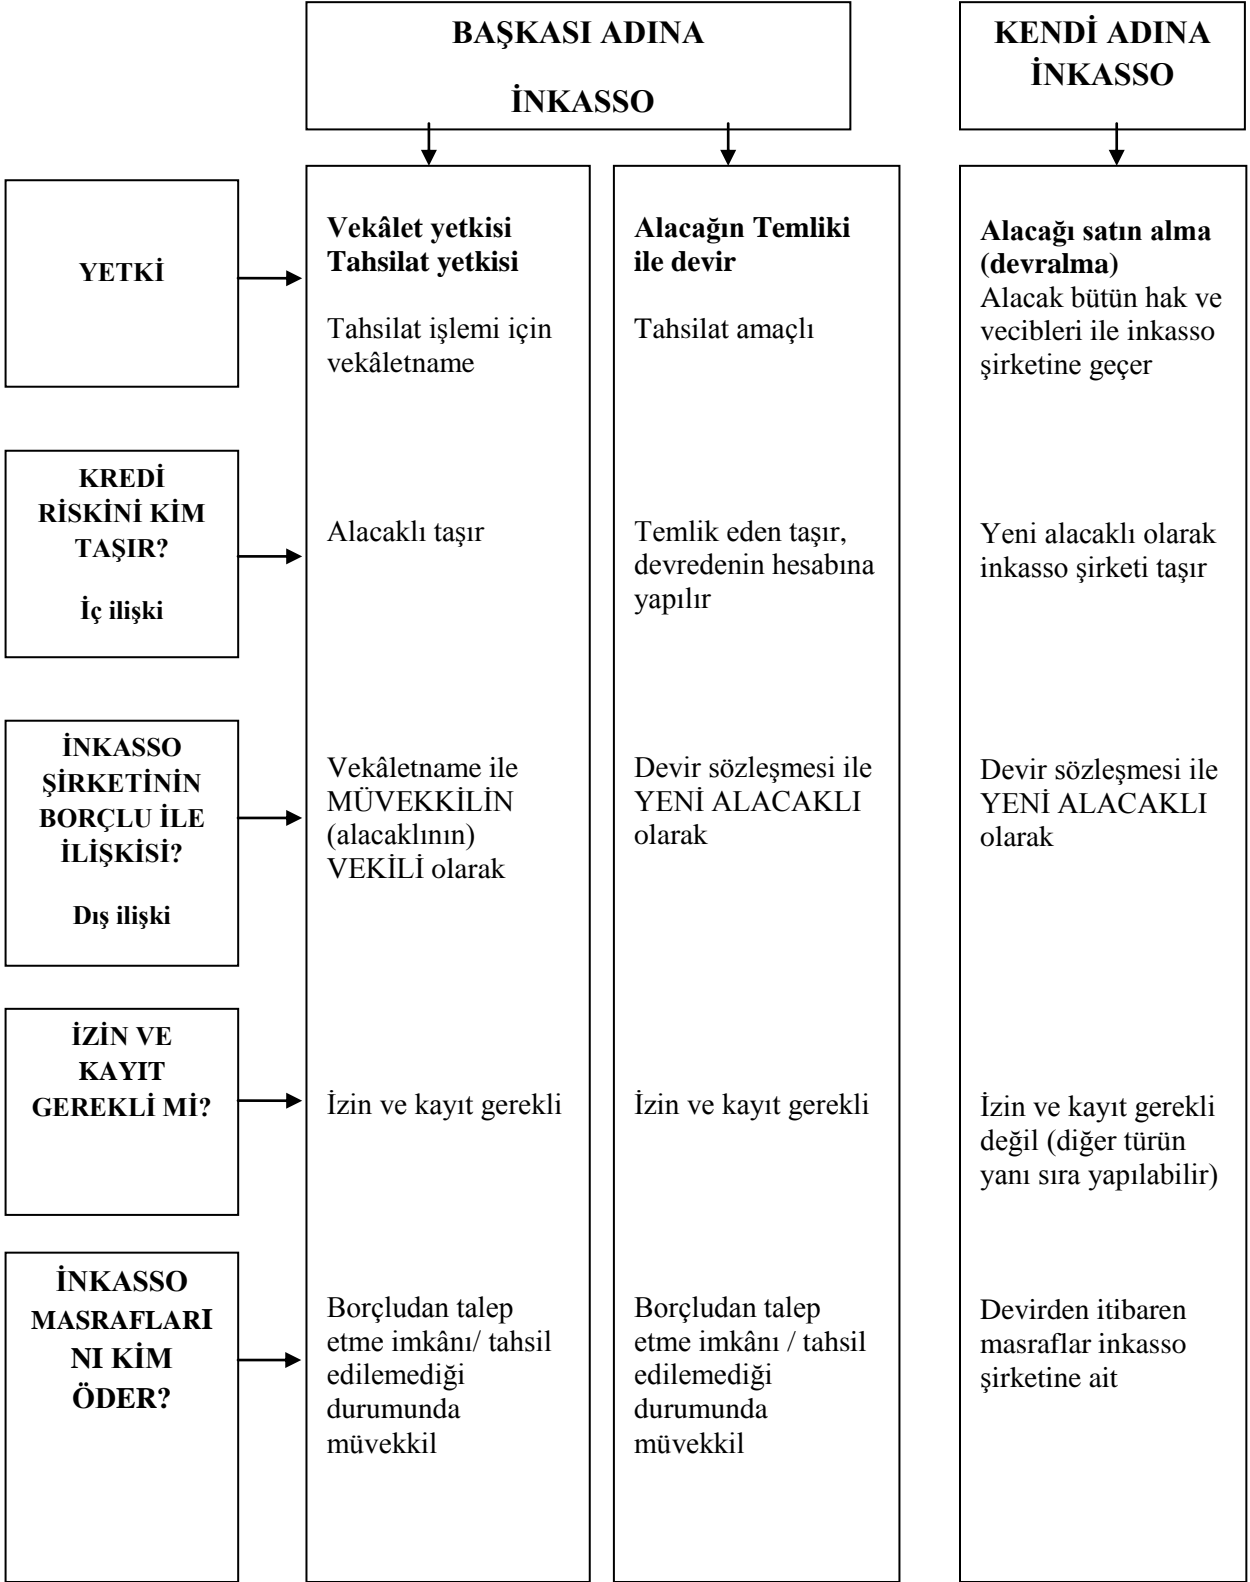 BAŞKASI ADINA
İNKASSO
KENDİ ADINA
İNKASSO
YETKİ
Vekâlet yetkisi
Tahsilat yetkisi
Tahsilat işlemi için
vekâletname
Alacağın Temliki
ile devir
Tahsilat amaçlı
Alacağı satın alma
(devralma)
Alacak bütün hak ve
vecibleri ile inkasso
şirketine geçer
KREDİ
RİSKİNİ KİM
TAŞIR?
İç ilişki
Alacaklı taşır
Temlik eden taşır,
devredenin hesabına
yapılır
Yeni alacaklı olarak
inkasso şirketi taşır
İNKASSO
ŞİRKETİNİN
BORÇLU İLE
İLİŞKİSİ?
Dış ilişki
Vekâletname ile
MÜVEKKİLİN
(alacaklının)
VEKİLİ olarak
Devir sözleşmesi ile
YENİ ALACAKLI
olarak
Devir sözleşmesi ile
YENİ ALACAKLI
olarak
İZİN VE
KAYIT
GEREKLİ Mİ?
İzin ve kayıt gerekli
İzin ve kayıt gerekli
İzin ve kayıt gerekli
değil (diğer türün
yanı sıra yapılabilir)
İNKASSO
MASRAFLARI
NI KİM
ÖDER?
Borçludan talep
etme imkânı/ tahsil
edilemediği
durumunda
müvekkil
Borçludan talep
etme imkânı / tahsil
edilemediği
durumunda
müvekkil
Devirden itibaren
masraflar inkasso
şirketine ait